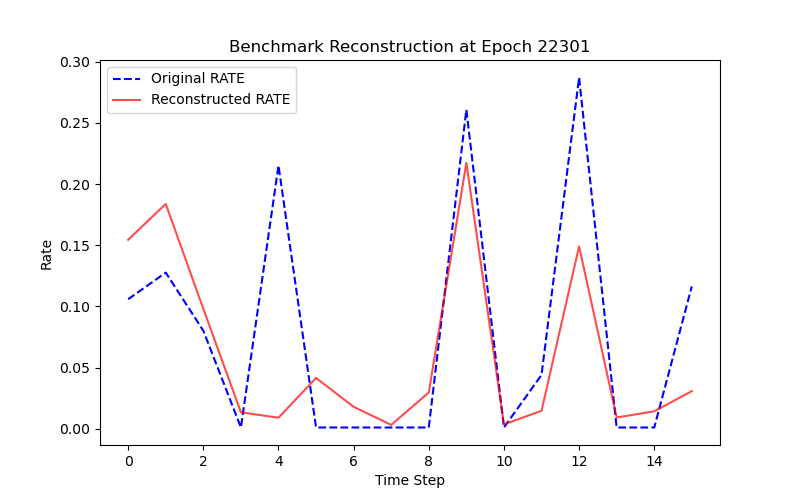 Benchmark Reconstruction at Epoch 22301
Original RATE
Reconstructed RATE
0.30
0.25
0.20
0.15
0.10
0.05
0.00
Rate
0 2 4 6 8 10 12 14
Time Step